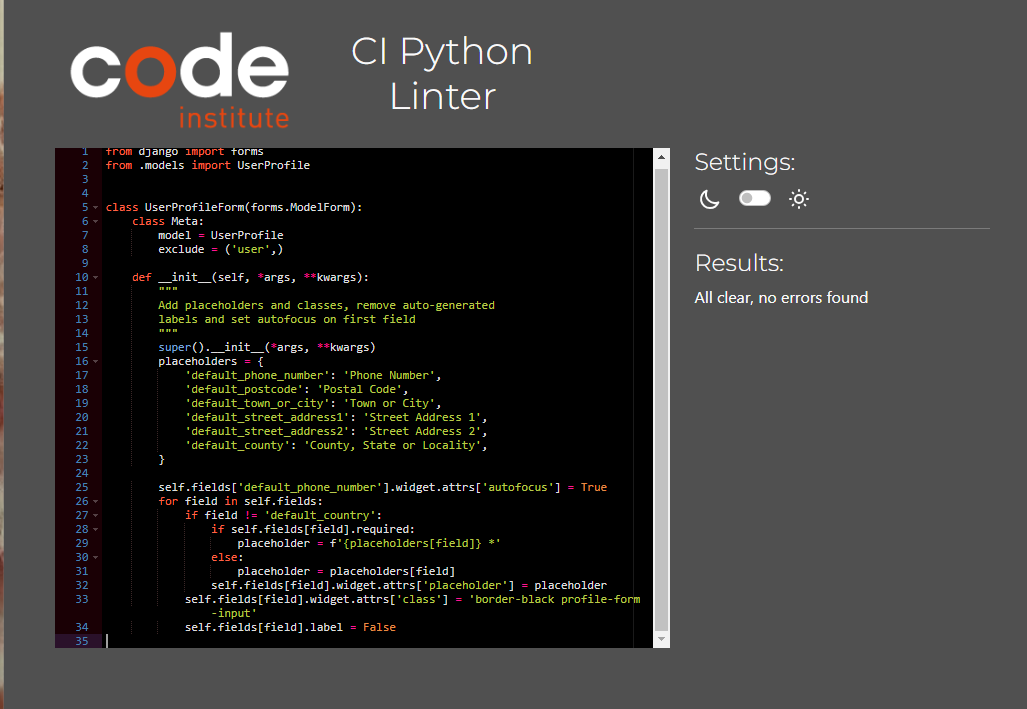 code
institute
CI Python
Linter
1 from django import forms
2 from .models import UserProfile
3
4
5 class UserProfileForm(forms.ModelForm):
6     class Meta:
7         model = UserProfile
8         exclude = ('user',)
9
10     def __init__(self, *args, **kwargs):
11         """
12         Add placeholders and classes, remove auto-generated
13         labels and set autofocus on first field
14         """
15         super().__init__(*args, **kwargs)
16         placeholders = {
17             'default_phone_number': 'Phone Number',
18             'default_postcode': 'Postal Code',
19             'default_town_or_city': 'Town or City',
20             'default_street_address1': 'Street Address 1',
21             'default_street_address2': 'Street Address 2',
22             'default_county': 'County, State or Locality',
23         }
24
25         self.fields['default_phone_number'].widget.attrs['autofocus'] = True
26         for field in self.fields:
27             if field != 'default_country':
28                 if self.fields[field].required:
29                     placeholder = f'{placeholders[field]} *'
30                 else:
31                     placeholder = placeholders[field]
32                 self.fields[field].widget.attrs['placeholder'] = placeholder
33             self.fields[field].widget.attrs['class'] = 'border-black profile-form
-input'
34             self.fields[field].label = False
35
Settings:
Results:
All clear, no errors found